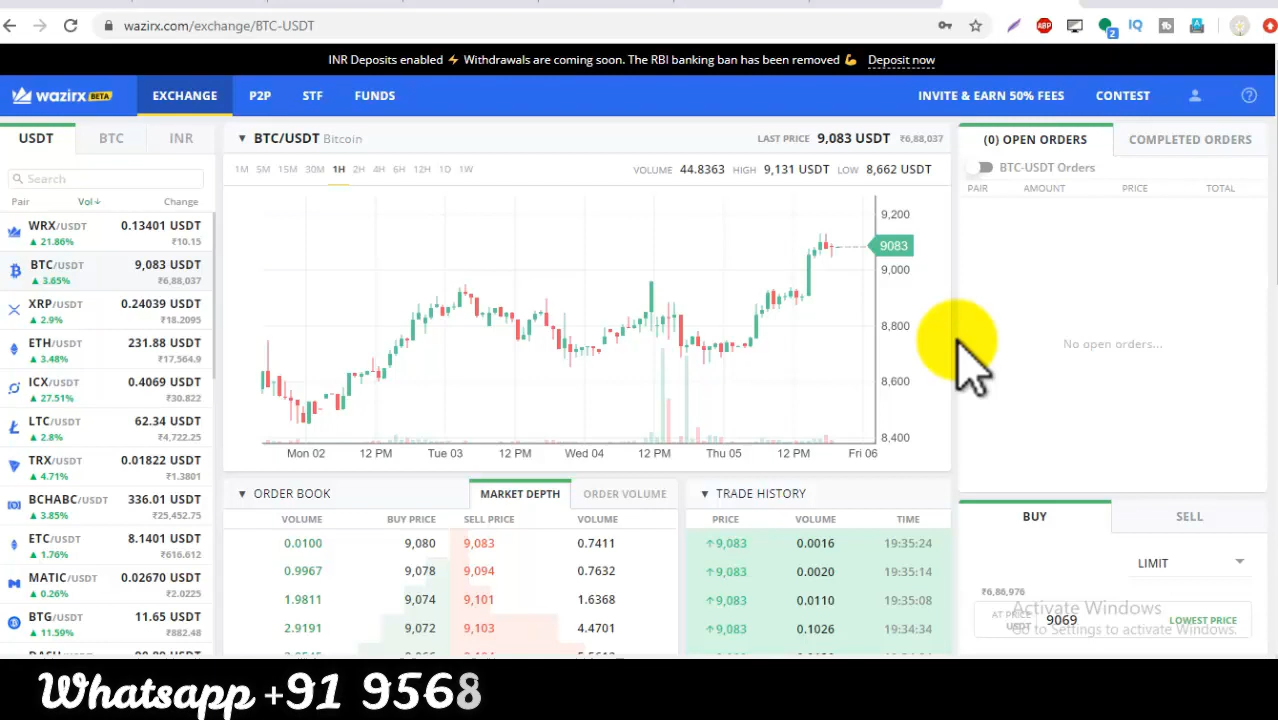 wazirx.com/exchange/BTC-USDT
ABP
2
IQ
INR Deposits enabled ⚡ Withdrawals are coming soon. The RBI banking ban has been removed 💪 Deposit now
wazirx BETA
EXCHANGE
P2P
STF
FUNDS
INVITE & EARN 50% FEES
CONTEST
USDT BTC INR
Search
Pair Vol↓ Change
WRX/USDT 0.13401 USDT
▲ 21.86% ₹10.15
BTC/USDT 9,083 USDT
▲ 3.65% ₹6,88,037
XRP/USDT 0.24039 USDT
▲ 2.9% ₹18.2095
ETH/USDT 231.88 USDT
▲ 3.48% ₹17,564.9
ICX/USDT 0.4069 USDT
▲ 27.51% ₹30.822
LTC/USDT 62.34 USDT
▲ 2.8% ₹4,722.25
TRX/USDT 0.01822 USDT
▲ 4.71% ₹1.3801
BCHABC/USDT 336.01 USDT
▲ 3.85% ₹25,452.75
ETC/USDT 8.1401 USDT
▲ 1.76% ₹616.612
MATIC/USDT 0.02670 USDT
▲ 0.26% ₹2.0225
BTG/USDT 11.65 USDT
▲ 11.59% ₹882.48
▼ BTC/USDT Bitcoin LAST PRICE 9,083 USDT ₹6,88,037
1M 5M 15M 30M 1H 2H 4H 6H 12H 1D 1W VOLUME 44.8363 HIGH 9,131 USDT LOW 8,662 USDT
9,200
9083
9,000
8,800
8,600
8,400
Mon 02 12 PM Tue 03 12 PM Wed 04 12 PM Thu 05 12 PM Fri 06
▼ ORDER BOOK MARKET DEPTH ORDER VOLUME
VOLUME BUY PRICE SELL PRICE VOLUME
0.0100 9,080 9,083 0.7411
0.9967 9,078 9,094 0.7632
1.9811 9,074 9,101 1.6368
2.9191 9,072 9,103 4.4701
▼ TRADE HISTORY
PRICE VOLUME TIME
↑9,083 0.0016 19:35:24
↑9,083 0.0020 19:35:14
↑9,083 0.0110 19:35:08
↑9,083 0.1026 19:34:34
(0) OPEN ORDERS COMPLETED ORDERS
BTC-USDT Orders
PAIR AMOUNT PRICE TOTAL
No open orders...
BUY SELL
LIMIT
₹6,86,976
AT PRICE
USDT
9069
LOWEST PRICE
Activate Windows
Go to Settings to activate Windows.
Whatsapp +91 9568